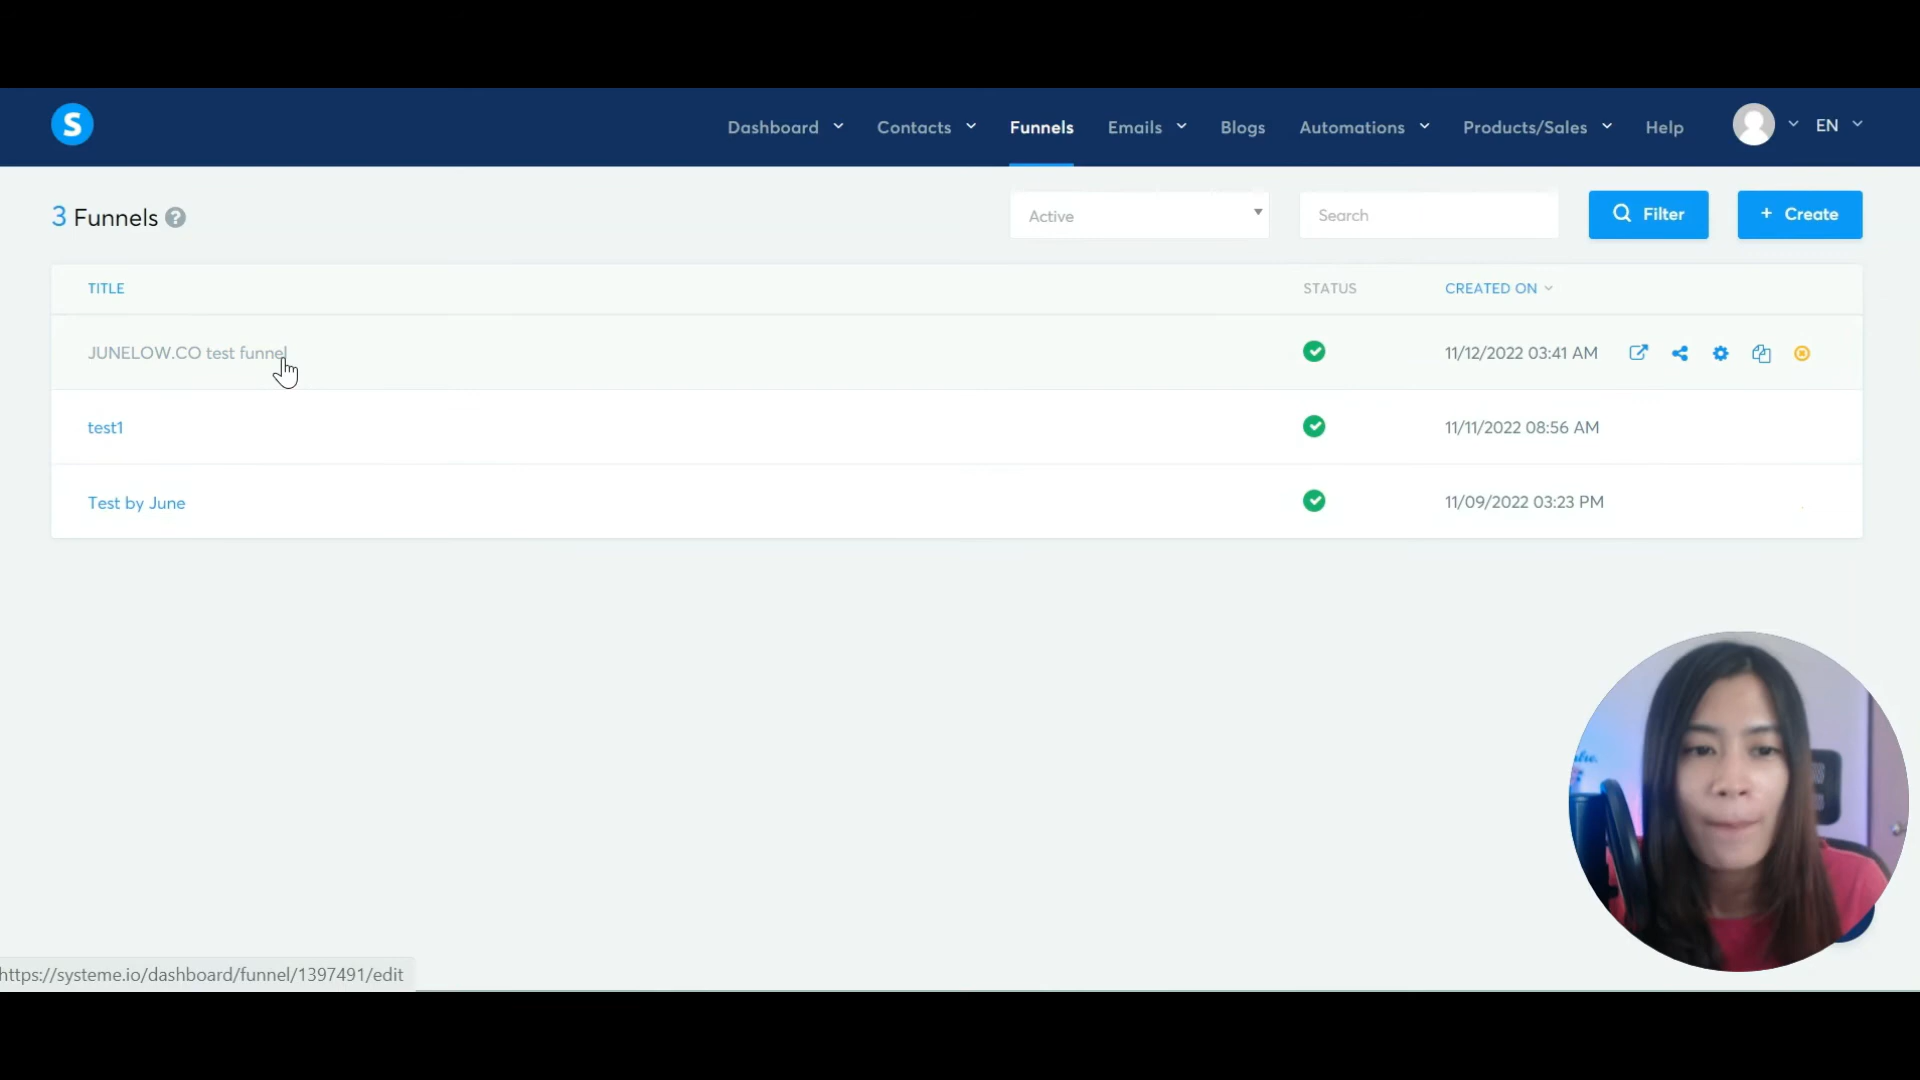 S
Dashboard Contacts Funnels Emails Blogs Automations Products/Sales Help EN
3 Funnels ?
Active Search Filter + Create
TITLE STATUS CREATED ON
JUNELOW.CO test funnel 11/12/2022 03:41 AM
test1 11/11/2022 08:56 AM
Test by June 11/09/2022 03:23 PM
https://systeme.io/dashboard/funnel/1397491/edit